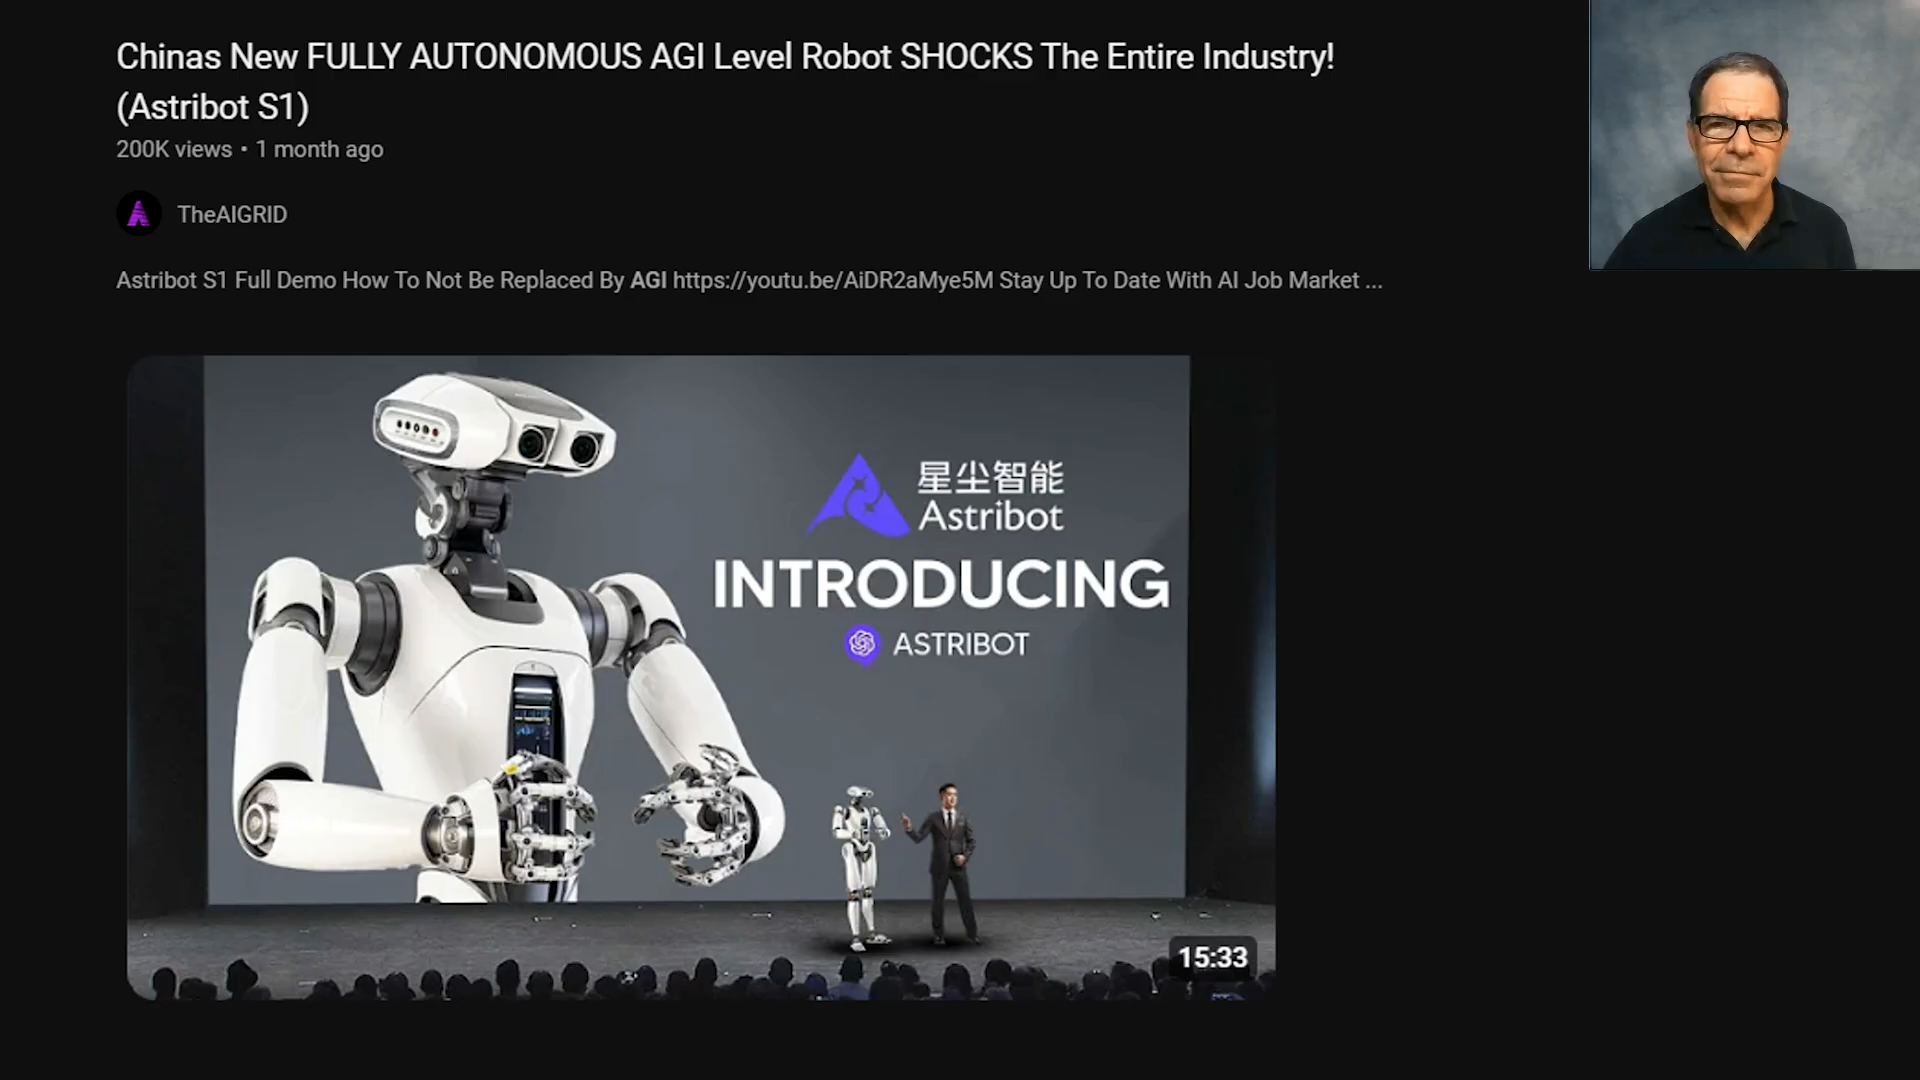 Chinas New FULLY AUTONOMOUS AGI Level Robot SHOCKS The Entire Industry!
(Astribot S1)
200K views • 1 month ago
TheAIGRID
Astribot S1 Full Demo How To Not Be Replaced By AGI https://youtu.be/AiDR2aMye5M Stay Up To Date With AI Job Market ...
星尘智能
Astribot
INTRODUCING
ASTRIBOT
15:33